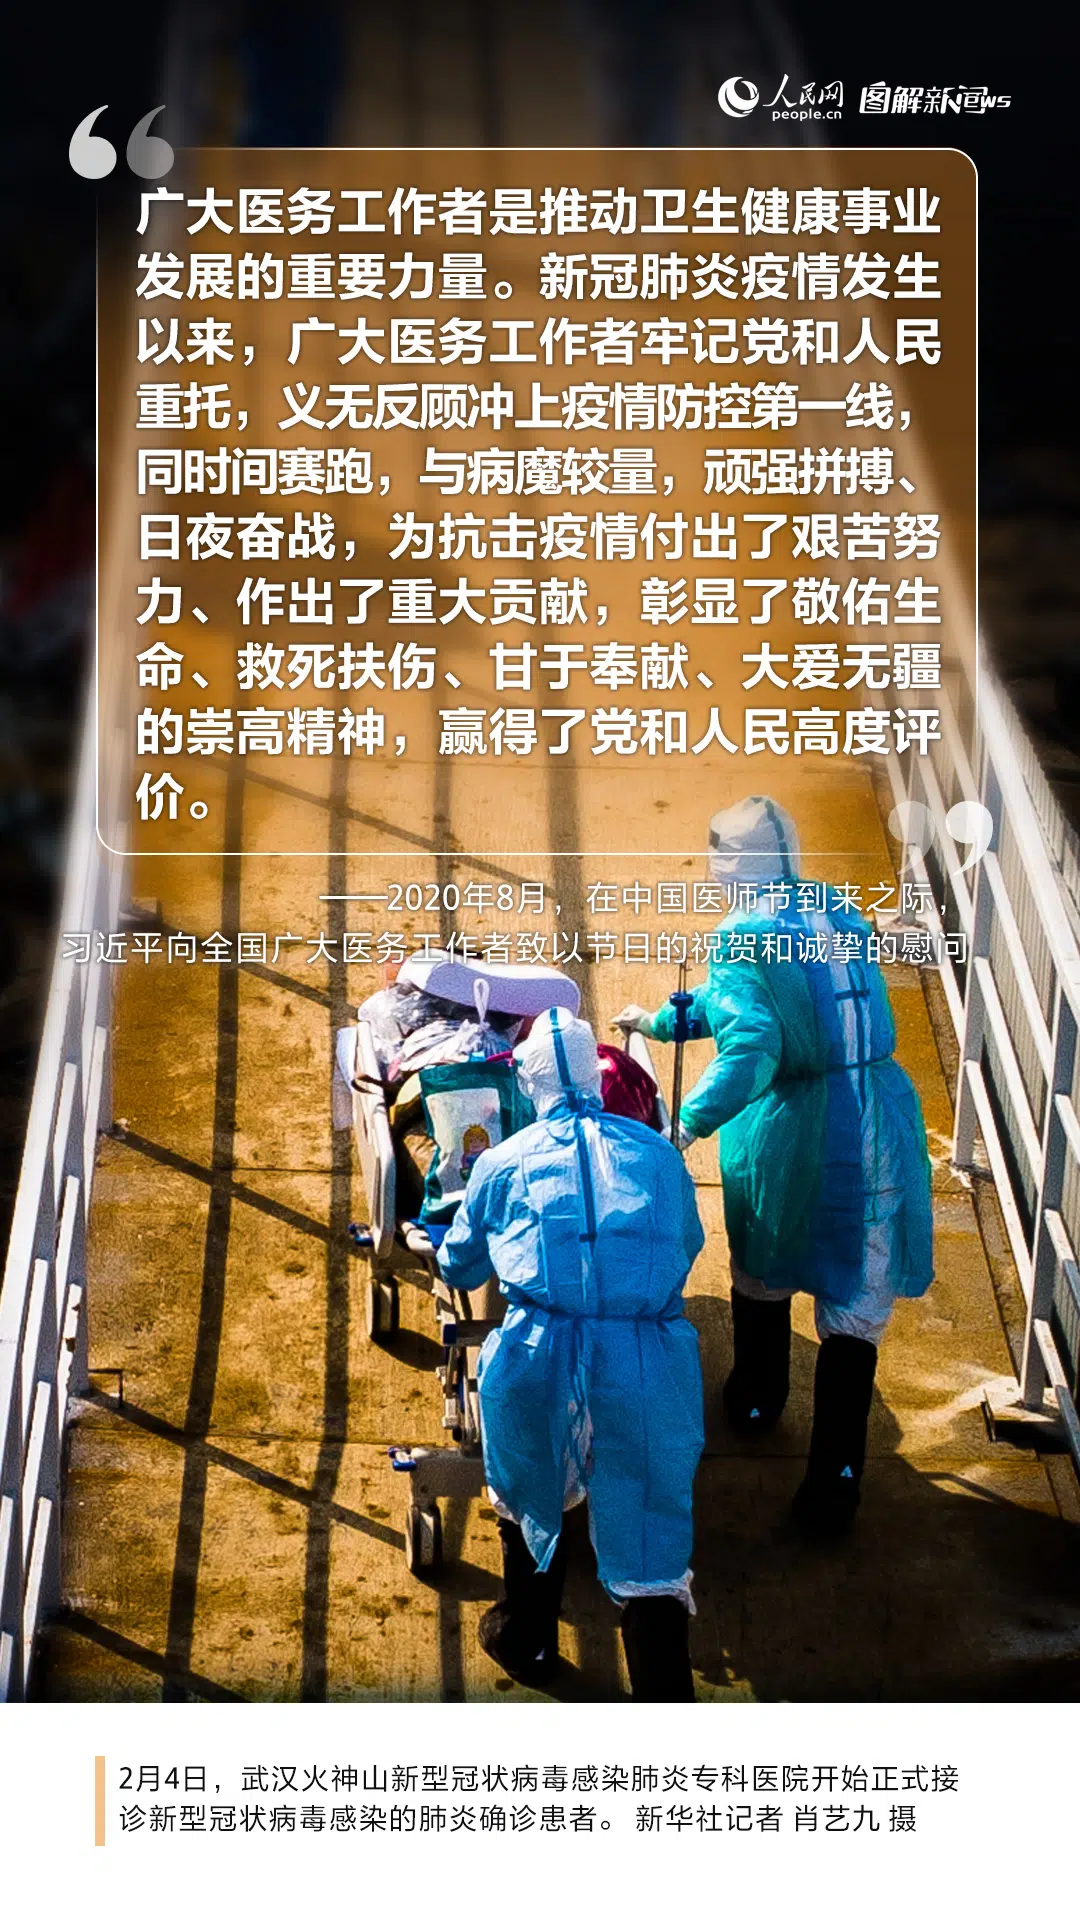 人民网
people.cn
图解新闻news
“
广大医务工作者是推动卫生健康事业
发展的重要力量。新冠肺炎疫情发生
以来，广大医务工作者牢记党和人民
重托，义无反顾冲上疫情防控第一线，
同时间赛跑，与病魔较量，顽强拼搏、
日夜奋战，为抗击疫情付出了艰苦努
力、作出了重大贡献，彰显了敬佑生
命、救死扶伤、甘于奉献、大爱无疆
的崇高精神，赢得了党和人民高度评
价。
”
——2020年8月，在中国医师节到来之际，
习近平向全国广大医务工作者致以节日的祝贺和诚挚的慰问
2月4日，武汉火神山新型冠状病毒感染肺炎专科医院开始正式接
诊新型冠状病毒感染的肺炎确诊患者。 新华社记者 肖艺九 摄